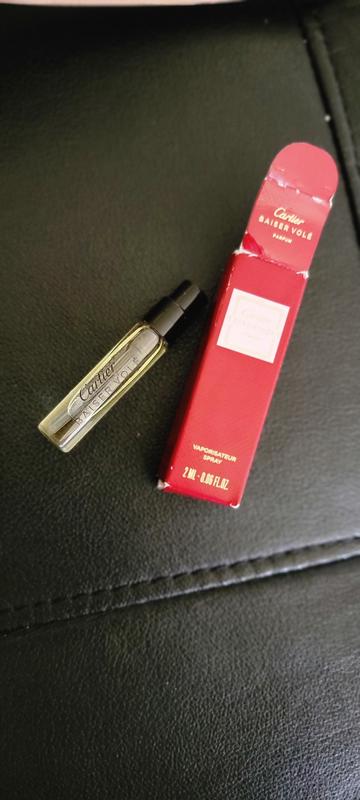 Cartier
BAISER VOLÉ
PARFUM
Cartier
BAISER VOLÉ
VAPORISATEUR
SPRAY
2 ML - 0.06 FL.OZ.